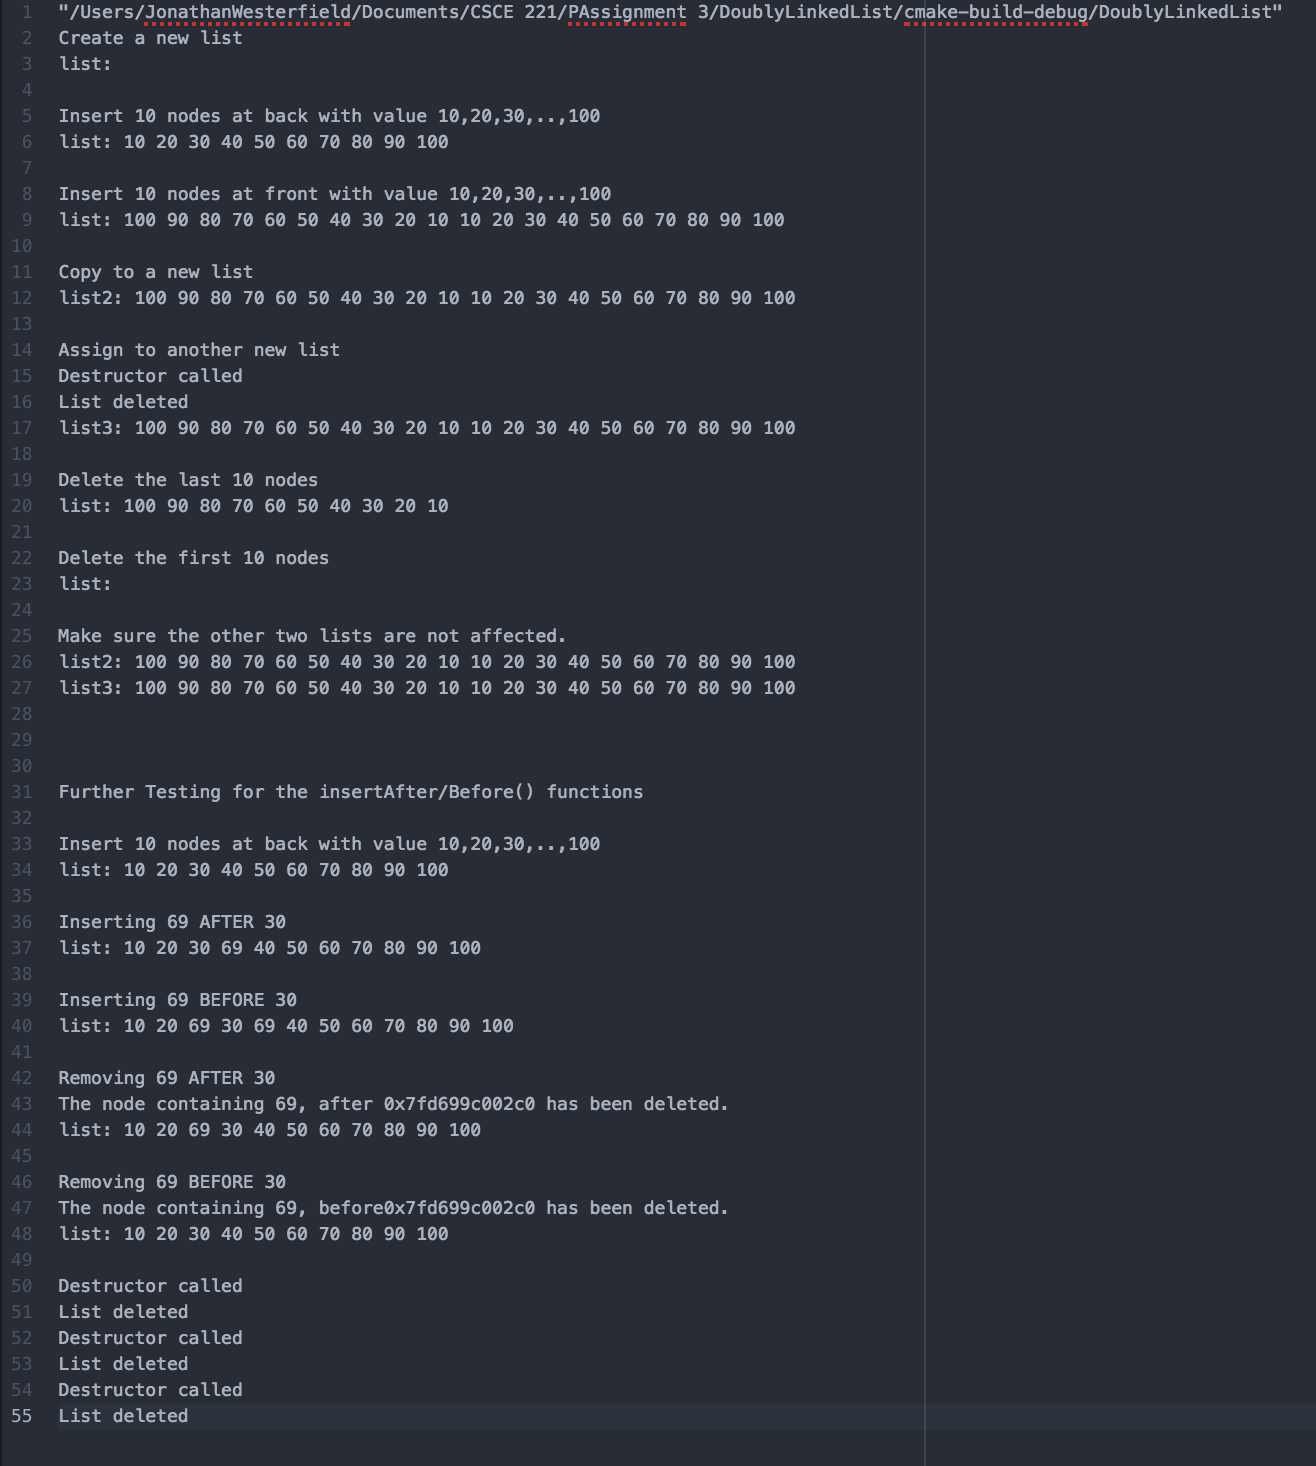 1 "/Users/JonathanWesterfield/Documents/CSCE 221/PAssignment 3/DoublyLinkedList/cmake-build-debug/DoublyLinkedList"
2 Create a new list
3 list:
4
5 Insert 10 nodes at back with value 10,20,30,..,100
6 list: 10 20 30 40 50 60 70 80 90 100
7
8 Insert 10 nodes at front with value 10,20,30,..,100
9 list: 100 90 80 70 60 50 40 30 20 10 10 20 30 40 50 60 70 80 90 100
10
11 Copy to a new list
12 list2: 100 90 80 70 60 50 40 30 20 10 10 20 30 40 50 60 70 80 90 100
13
14 Assign to another new list
15 Destructor called
16 List deleted
17 list3: 100 90 80 70 60 50 40 30 20 10 10 20 30 40 50 60 70 80 90 100
18
19 Delete the last 10 nodes
20 list: 100 90 80 70 60 50 40 30 20 10
21
22 Delete the first 10 nodes
23 list:
24
25 Make sure the other two lists are not affected.
26 list2: 100 90 80 70 60 50 40 30 20 10 10 20 30 40 50 60 70 80 90 100
27 list3: 100 90 80 70 60 50 40 30 20 10 10 20 30 40 50 60 70 80 90 100
28
29
30
31 Further Testing for the insertAfter/Before() functions
32
33 Insert 10 nodes at back with value 10,20,30,..,100
34 list: 10 20 30 40 50 60 70 80 90 100
35
36 Inserting 69 AFTER 30
37 list: 10 20 30 69 40 50 60 70 80 90 100
38
39 Inserting 69 BEFORE 30
40 list: 10 20 69 30 69 40 50 60 70 80 90 100
41
42 Removing 69 AFTER 30
43 The node containing 69, after 0x7fd699c002c0 has been deleted.
44 list: 10 20 69 30 40 50 60 70 80 90 100
45
46 Removing 69 BEFORE 30
47 The node containing 69, before0x7fd699c002c0 has been deleted.
48 list: 10 20 30 40 50 60 70 80 90 100
49
50 Destructor called
51 List deleted
52 Destructor called
53 List deleted
54 Destructor called
55 List deleted